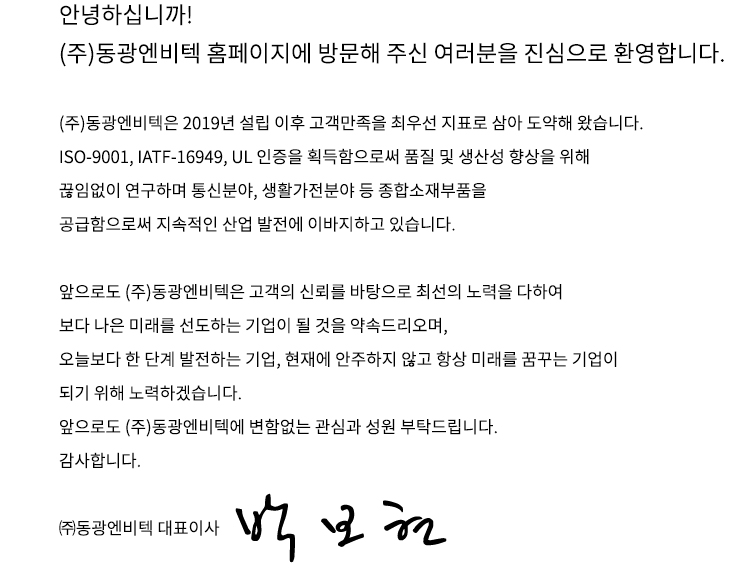 안녕하십니까!
(주)동광엔비텍 홈페이지에 방문해 주신 여러분을 진심으로 환영합니다.
(주)동광엔비텍은 2019년 설립 이후 고객만족을 최우선 지표로 삼아 도약해 왔습니다.
ISO-9001, IATF-16949, UL 인증을 획득함으로써 품질 및 생산성 향상을 위해
끊임없이 연구하며 통신분야, 생활가전분야 등 종합소재부품을
공급함으로써 지속적인 산업 발전에 이바지하고 있습니다.
앞으로도 (주)동광엔비텍은 고객의 신뢰를 바탕으로 최선의 노력을 다하여
보다 나은 미래를 선도하는 기업이 될 것을 약속드리오며,
오늘보다 한 단계 발전하는 기업, 현재에 안주하지 않고 항상 미래를 꿈꾸는 기업이
되기 위해 노력하겠습니다.
앞으로도 (주)동광엔비텍에 변함없는 관심과 성원 부탁드립니다.
감사합니다.
㈜동광엔비텍 대표이사 박모현